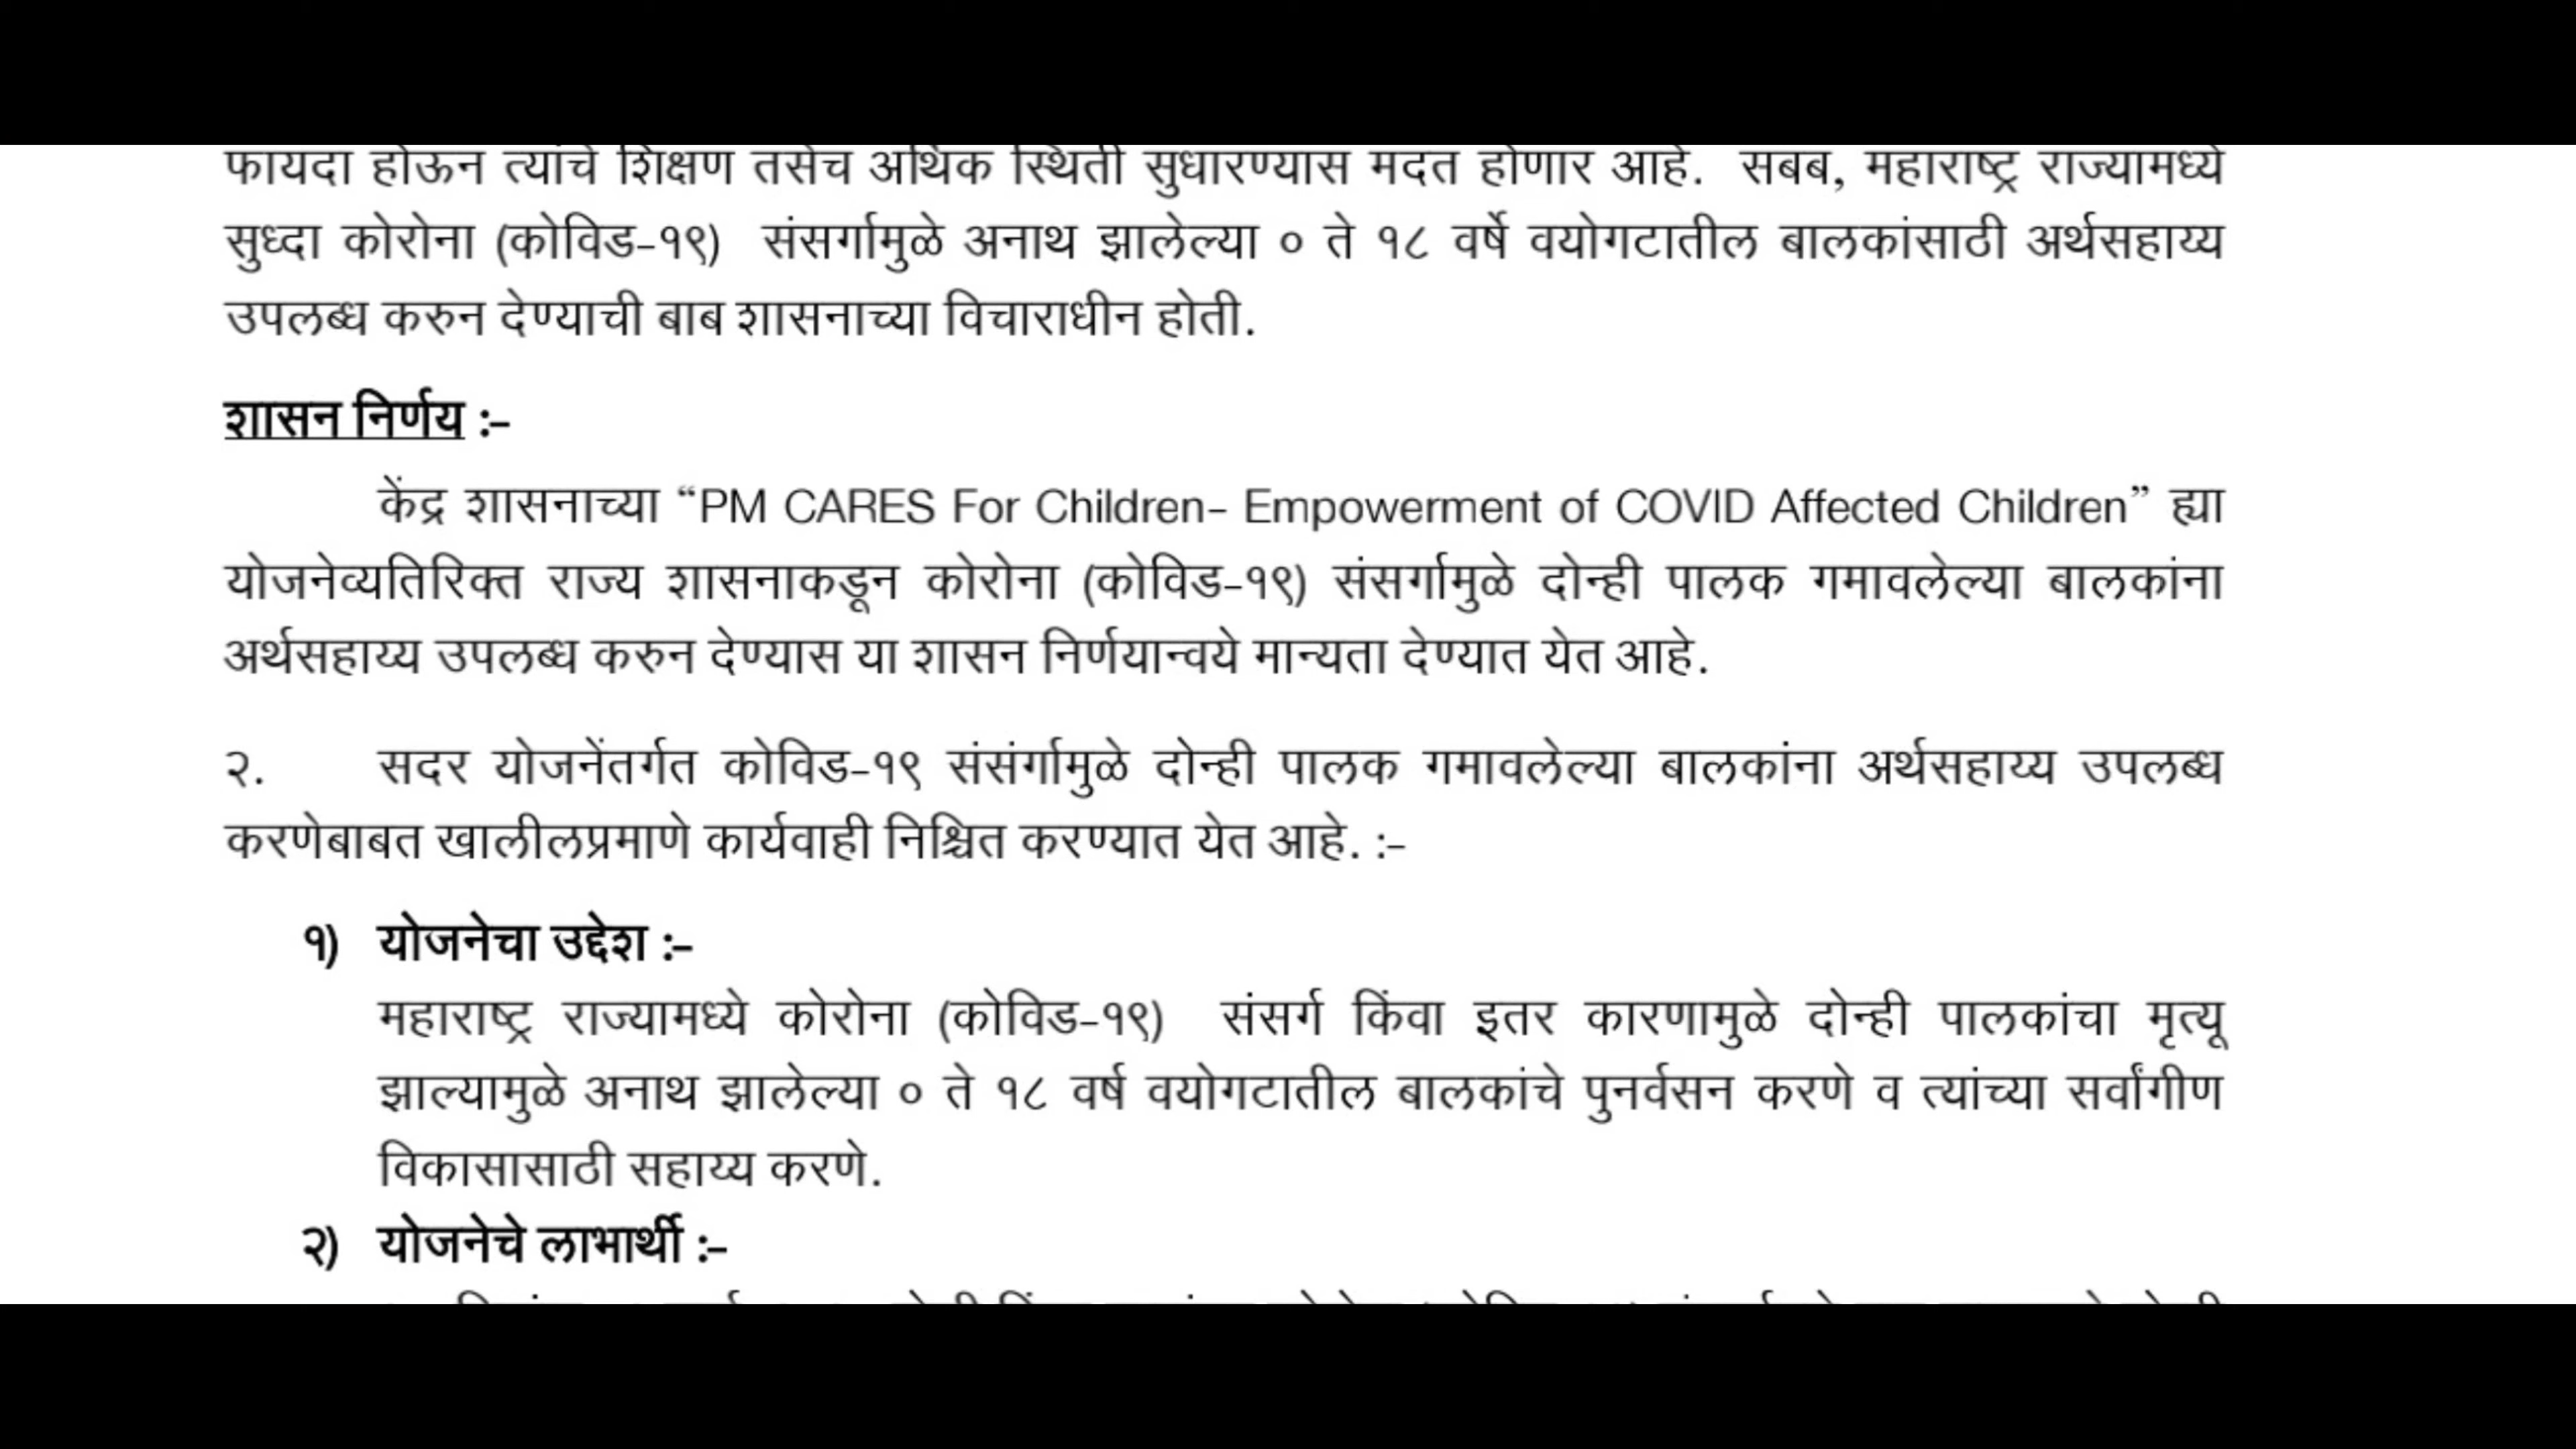 फायदा होऊन त्यांचे शिक्षण तसेच अर्थिक स्थिती सुधारण्यास मदत होणार आहे. सबब, महाराष्ट्र राज्यामध्ये
सुध्दा कोरोना (कोविड-१९) संसर्गामुळे अनाथ झालेल्या ० ते १८ वर्षे वयोगटातील बालकांसाठी अर्थसहाय्य
उपलब्ध करुन देण्याची बाब शासनाच्या विचाराधीन होती.
शासन निर्णय :-
केंद्र शासनाच्या “PM CARES For Children- Empowerment of COVID Affected Children” ह्या
योजनेव्यतिरिक्त राज्य शासनाकडून कोरोना (कोविड-१९) संसर्गामुळे दोन्ही पालक गमावलेल्या बालकांना
अर्थसहाय्य उपलब्ध करुन देण्यास या शासन निर्णयान्वये मान्यता देण्यात येत आहे.
२. सदर योजनेंतर्गत कोविड-१९ संसंर्गामुळे दोन्ही पालक गमावलेल्या बालकांना अर्थसहाय्य उपलब्ध
करणेबाबत खालीलप्रमाणे कार्यवाही निश्चित करण्यात येत आहे. :-
१) योजनेचा उद्देश :-
महाराष्ट्र राज्यामध्ये कोरोना (कोविड-१९) संसर्ग किंवा इतर कारणामुळे दोन्ही पालकांचा मृत्यू
झाल्यामुळे अनाथ झालेल्या ० ते १८ वर्ष वयोगटातील बालकांचे पुनर्वसन करणे व त्यांच्या सर्वांगीण
विकासासाठी सहाय्य करणे.
२) योजनेचे लाभार्थी :-